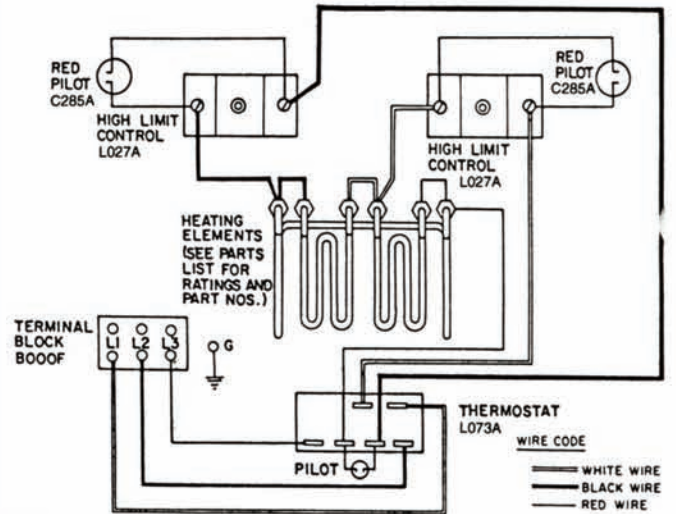 RED
PILOT
C285A
HIGH LIMIT
CONTROL
L027A
RED
PILOT
C285A
HIGH LIMIT
CONTROL
L027A
HEATING
ELEMENTS
(SEE PARTS
LIST FOR
RATINGS AND
PART NOS.)
TERMINAL
BLOCK
BOOOF
L1 L2 L3
G
THERMOSTAT
L073A
PILOT
WIRE CODE
WHITE WIRE
BLACK WIRE
RED WIRE